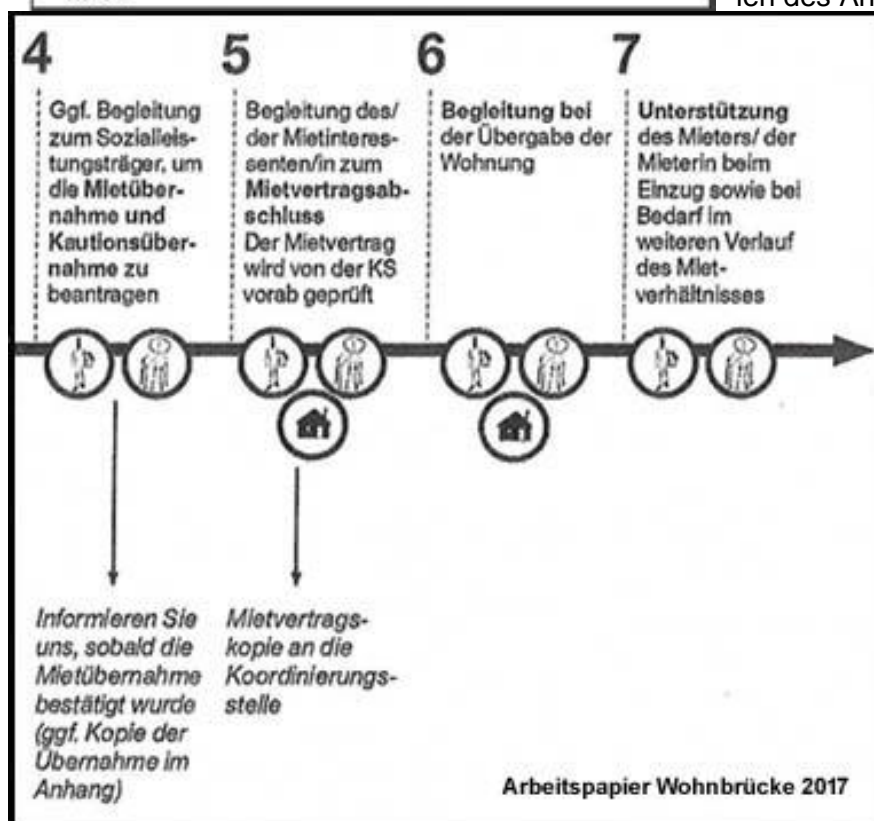 4
Ggf. Begleitung
zum Sozialleis-
tungsträger, um
die Mietüber-
nahme und
Kautionsüber-
nahme zu
beantragen
5
Begleitung des/
der Mietinteres-
senten/in zum
Mietvertragsab-
schluss
Der Mietvertrag
wird von der KS
vorab geprüft
6
Begleitung bei
der Übergabe der
Wohnung
7
Unterstützung
des Mieters/ der
Mieterin beim
Einzug sowie bei
Bedarf im
weiteren Verlauf
des Miet-
verhältnisses
Informieren Sie
uns, sobald die
Mietübernahme
bestätigt wurde
(ggf. Kopie der
Übernahme im
Anhang)
Mietvertrags-
kopie an die
Koordinierungs-
stelle
Arbeitspapier Wohnbrücke 2017